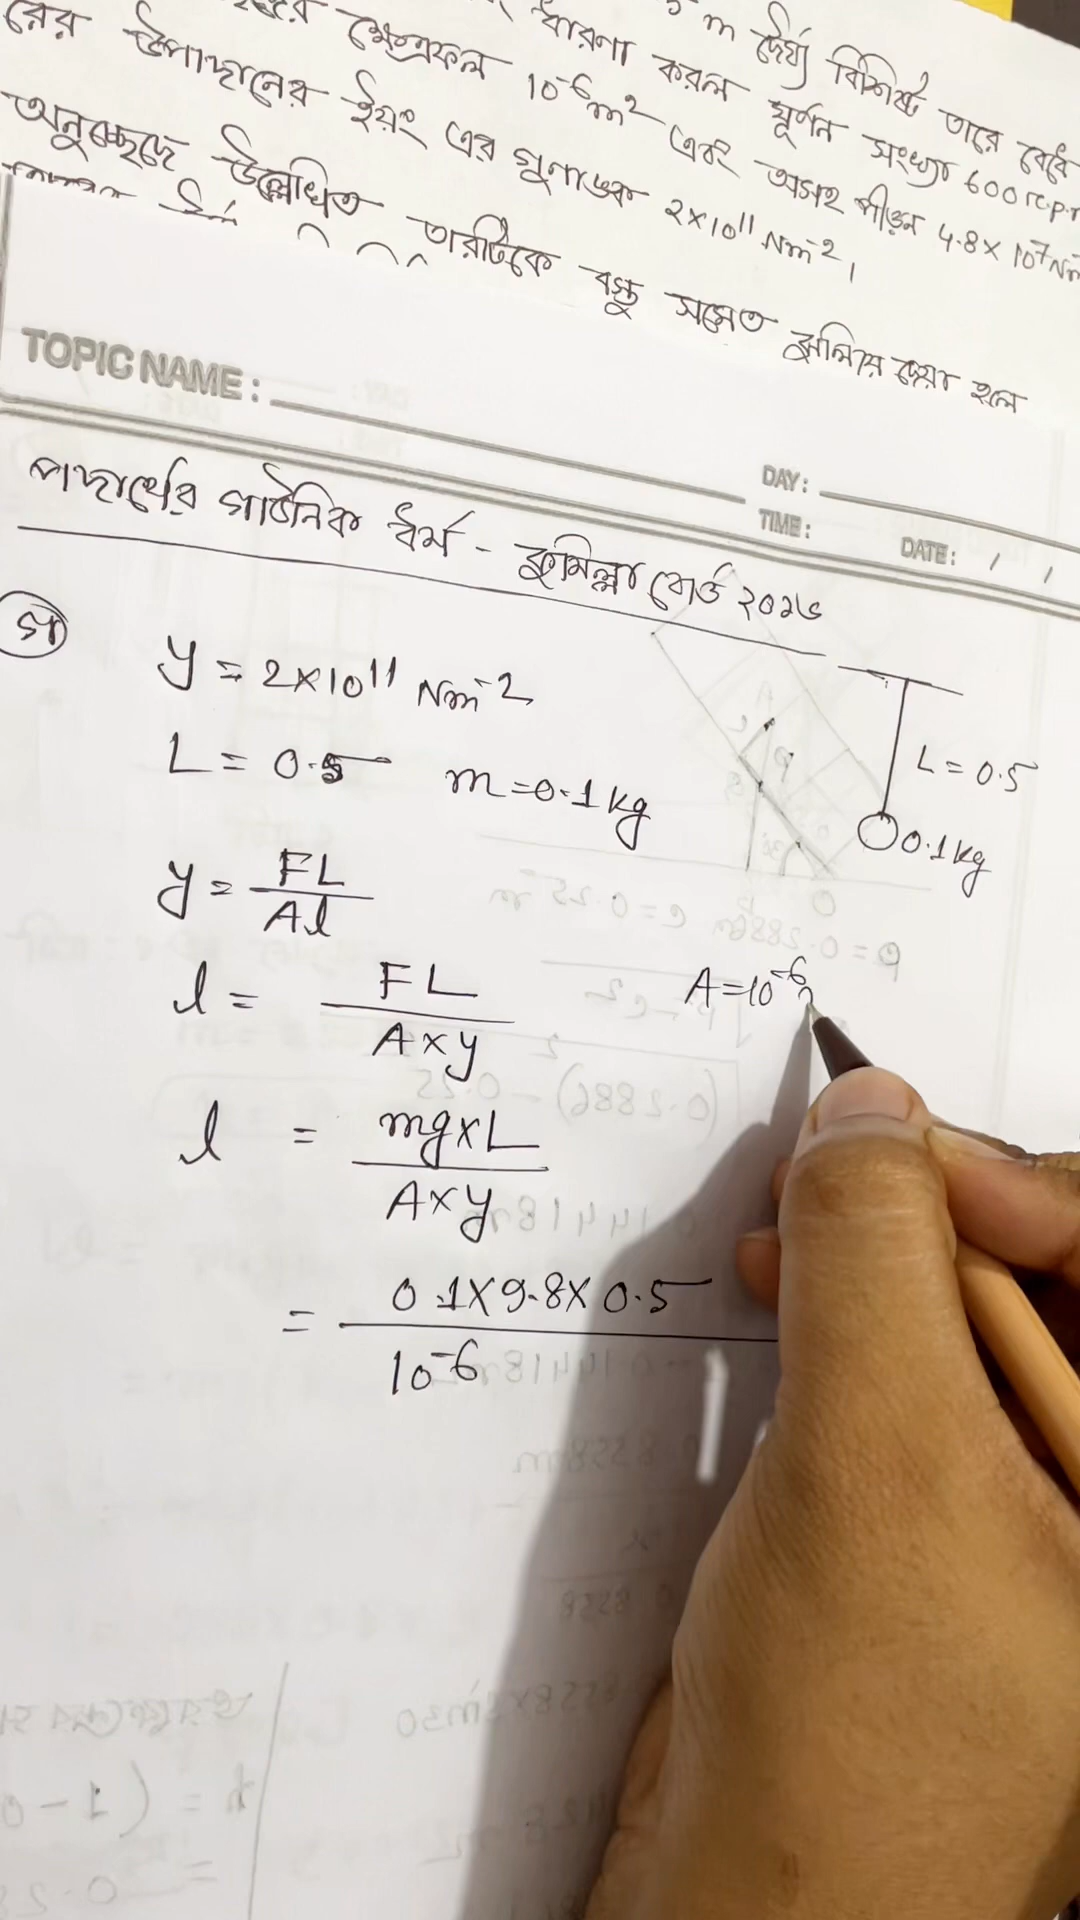 m দৈর্ঘ্য বিশিষ্ট তারে বেধে
ধারণা করল ঘূর্ণন সংখ্যা 600 r.p.
ক্ষেত্রফল 10⁻⁶m² এবং অসহ পীড়ন 4.8×10⁷Nm
রের উপাদানের ইয়ং এর গুণাঙক 2×10¹¹ Nm⁻²।
অনুচ্ছেদে উল্লেখিত তারটিকে বস্তু সমেত ঝুলিয়ে দেয়া হলে
TOPIC NAME :
DAY :
TIME :
DATE : / /
পদার্থের গাঠনিক ধর্ম - কুমিল্লা বোর্ড ২০১৬
গ
y = 2×10¹¹ Nm⁻²
L = 0.5 m = 0.1 kg
L = 0.5
0.1 kg
y = FL / Al
l = FL / A×y
A = 10⁻⁶
l = mg×L / A×y
= 0.1×9.8×0.5 / 10⁻⁶